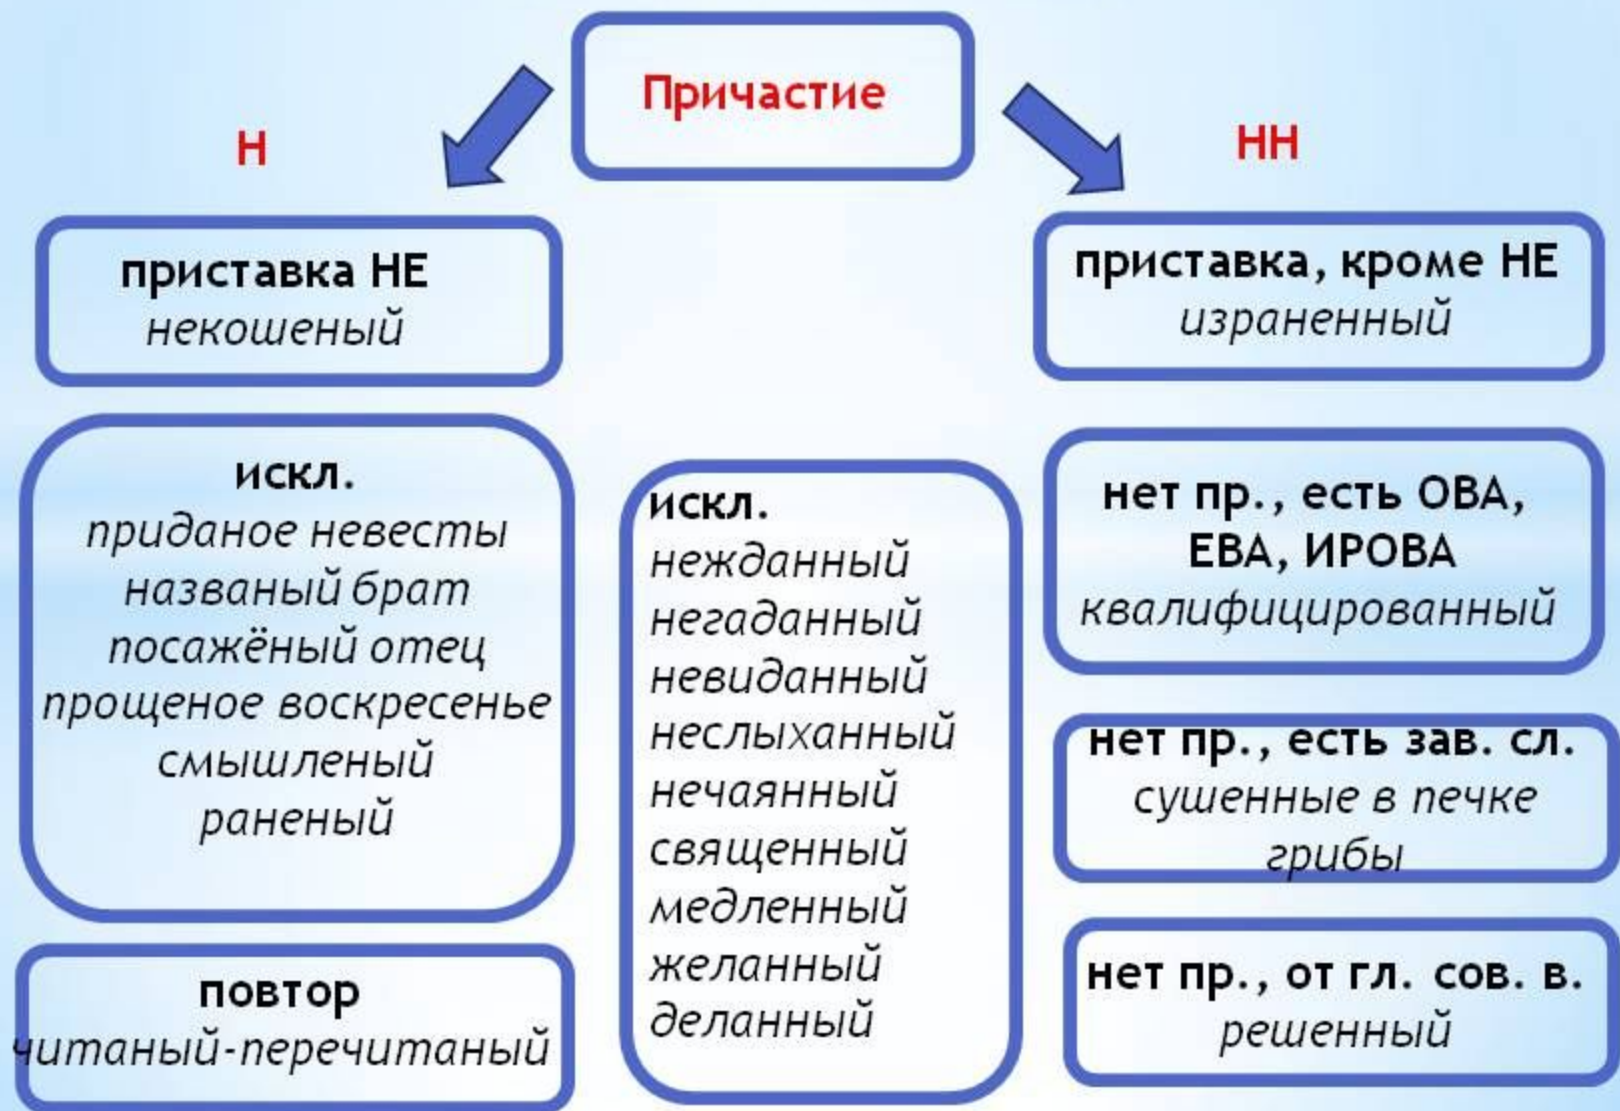 Причастие
Н
НН
приставка НЕ
некошеный
искл.
приданое невесты
названый брат
посажёный отец
прощеное воскресенье
смышленый
раненый
повтор
читаный-перечитаный
искл.
нежданный
негаданный
невиданный
неслыханный
нечаянный
священный
медленный
желанный
деланный
приставка, кроме НЕ
израненный
нет пр., есть ОВА,
ЕВА, ИРОВА
квалифицированный
нет пр., есть зав. сл.
сушенные в печке
грибы
нет пр., от гл. сов. в.
решенный